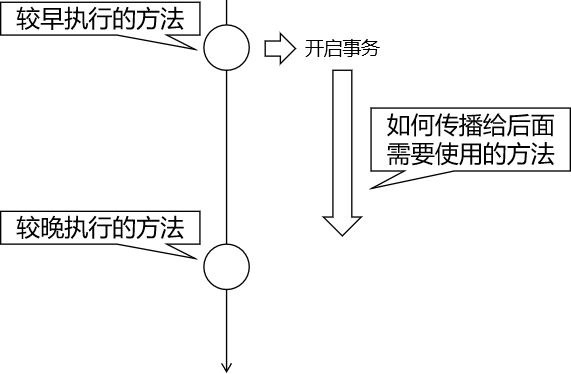 较早执行的方法
开启事务
如何传播给后面
需要使用的方法
较晚执行的方法